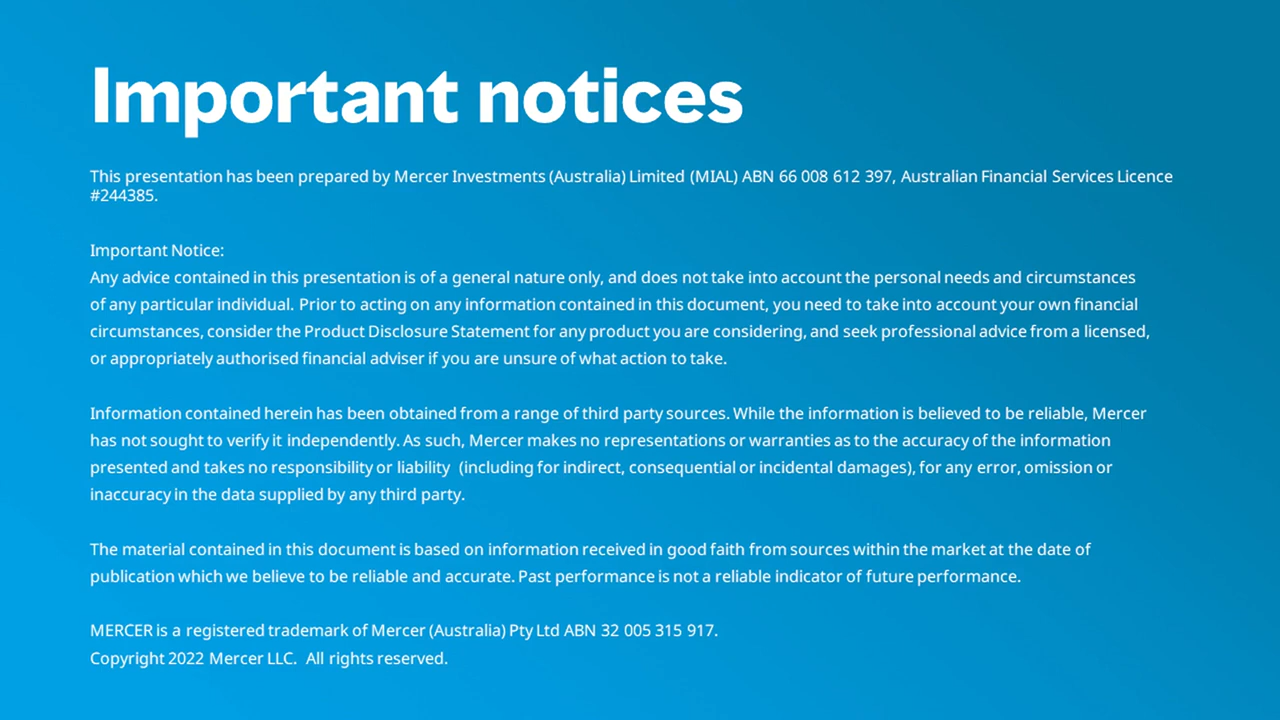 Important notices
This presentation has been prepared by Mercer Investments (Australia) Limited (MIAL) ABN 66 008 612 397, Australian Financial Services Licence
#244385.
Important Notice:
Any advice contained in this presentation is of a general nature only, and does not take into account the personal needs and circumstances
of any particular individual. Prior to acting on any information contained in this document, you need to take into account your own financial
circumstances, consider the Product Disclosure Statement for any product you are considering, and seek professional advice from a licensed,
or appropriately authorised financial adviser if you are unsure of what action to take.
Information contained herein has been obtained from a range of third party sources. While the information is believed to be reliable, Mercer
has not sought to verify it independently. As such, Mercer makes no representations or warranties as to the accuracy of the information
presented and takes no responsibility or liability (including for indirect, consequential or incidental damages), for any error, omission or
inaccuracy in the data supplied by any third party.
The material contained in this document is based on information received in good faith from sources within the market at the date of
publication which we believe to be reliable and accurate. Past performance is not a reliable indicator of future performance.
MERCER is a registered trademark of Mercer (Australia) Pty Ltd ABN 32 005 315 917.
Copyright 2022 Mercer LLC. All rights reserved.